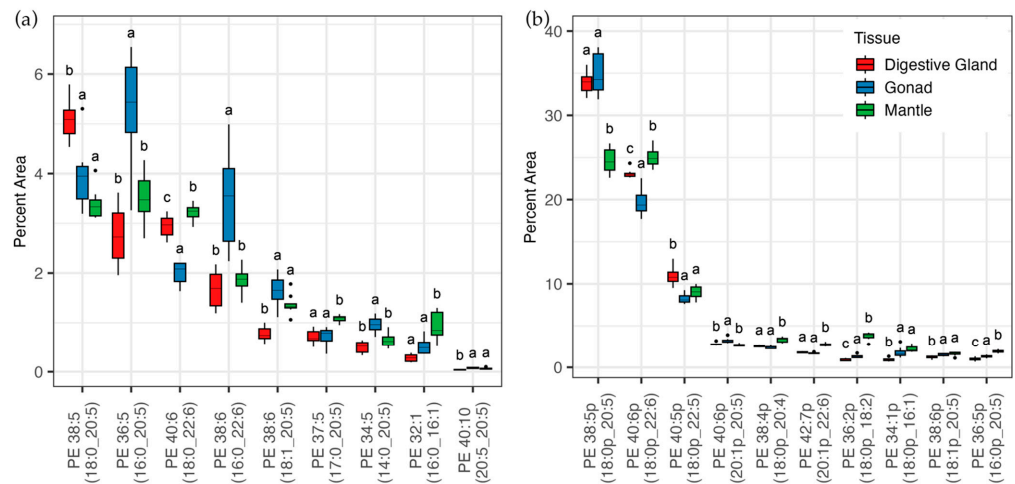 (a)
Percent Area
6
4
2
0
b
a
a
b
a
b
c
a
b
b
a
b
b
a
a
a
a
b
b
a
b
a
a
b
b
a
a
PE 38:5
(18:0_20:5)
PE 36:5
(16:0_20:5)
PE 40:6
(18:0_22:6)
PE 38:6
(16:0_22:6)
PE 38:6
(18:1_20:5)
PE 37:5
(17:0_20:5)
PE 34:5
(14:0_20:5)
PE 32:1
(16:0_16:1)
PE 40:10
(20:5_20:5)
(b)
Percent Area
40
30
20
10
0
Tissue
Digestive Gland
Gonad
Mantle
a
a
b
c
a
b
b
a
a
b
a
b
a
a
b
a
a
b
c
a
b
b
a
a
b
a
a
c
a
b
PE 38:5p
(18:0p_20:5)
PE 40:6p
(18:0p_22:6)
PE 40:5p
(18:0p_22:5)
PE 40:6p
(20:1p_20:5)
PE 38:4p
(18:0p_20:4)
PE 42:7p
(20:1p_22:6)
PE 36:2p
(18:0p_18:2)
PE 34:1p
(18:0p_16:1)
PE 38:6p
(18:1p_20:5)
PE 36:5p
(16:0p_20:5)